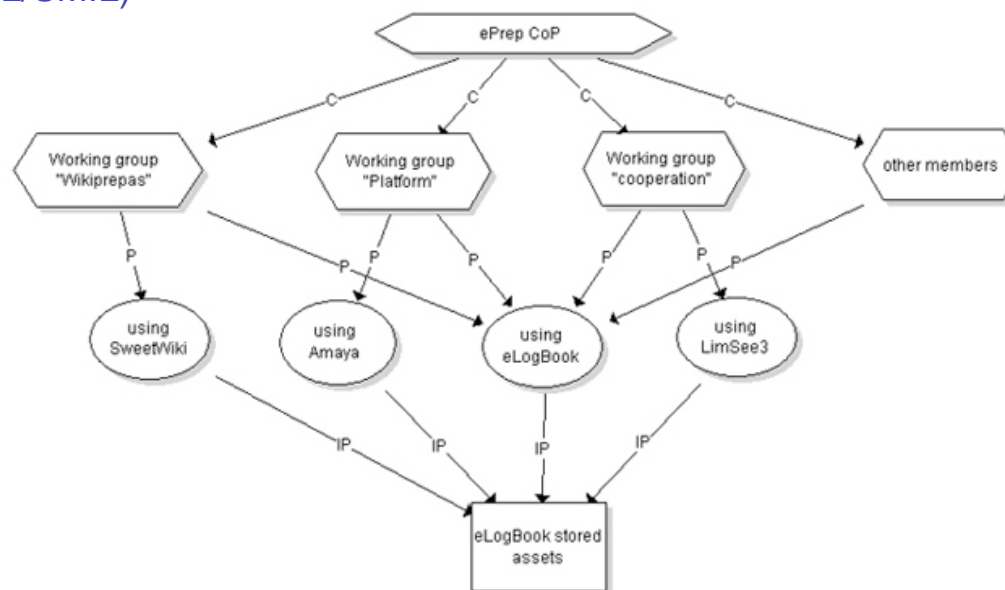 ePrep CoP
C
C
C
C
Working group
"Wikiprepas"
Working group
"Platform"
Working group
"cooperation"
other members
P
P
P
P
P
P
P
using
SweetWiki
using
Amaya
using
eLogBook
using
LimSee3
IP
IP
IP
IP
eLogBook stored
assets